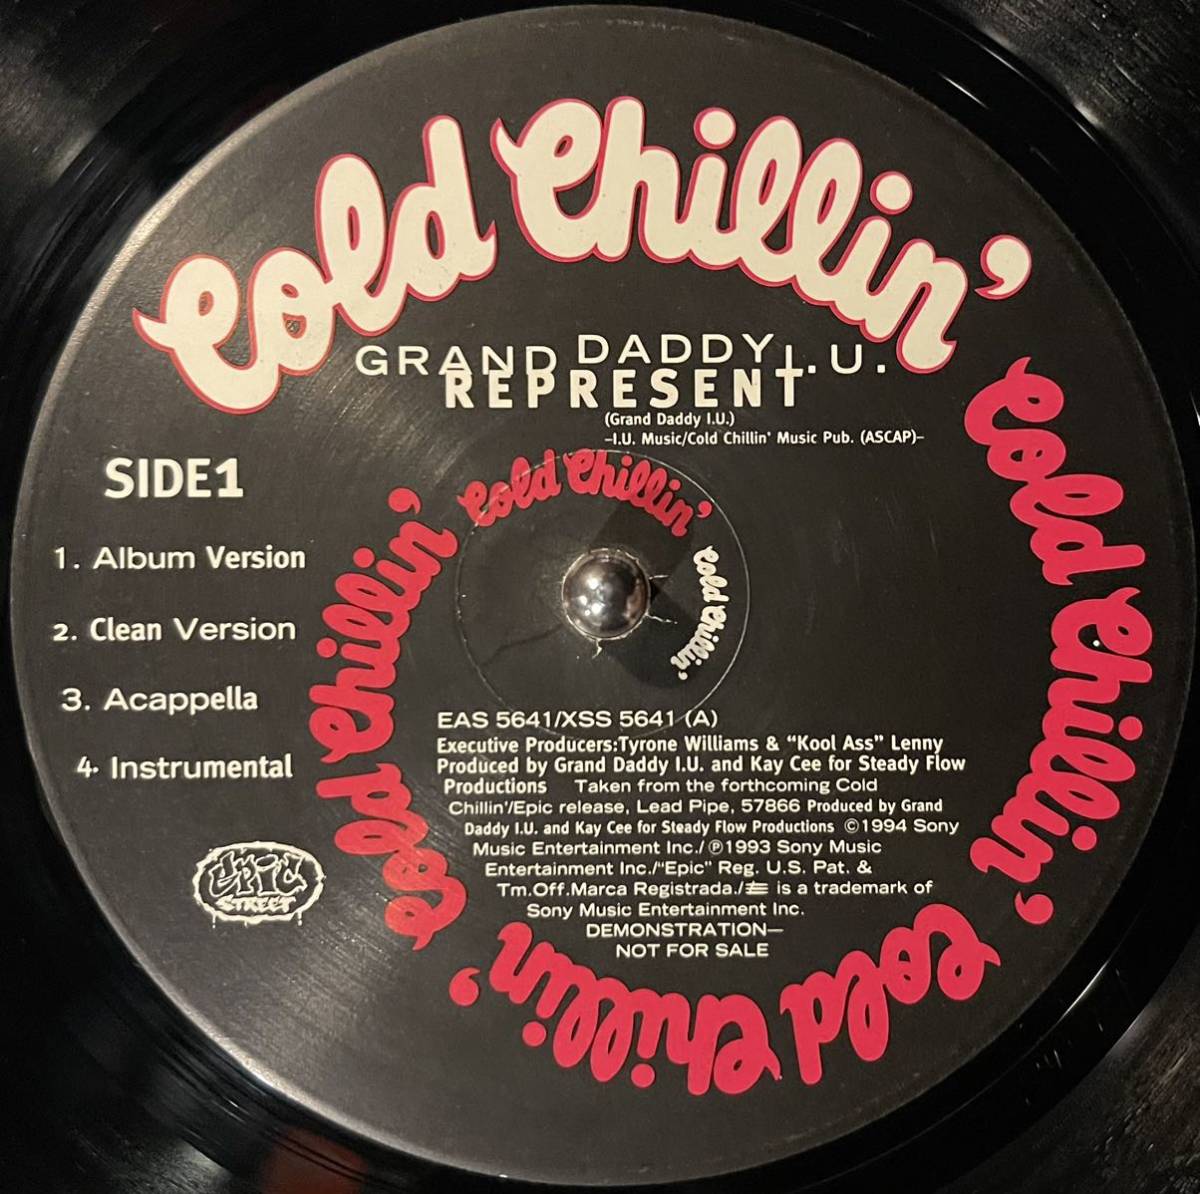 Cold Chillin'
GRAND DADDY I.U.
REPRESENT
(Grand Daddy I.U.)
–I.U. Music/Cold Chillin' Music Pub. (ASCAP)–
Cold Chillin'
Cold Chillin'
Cold Chillin'
Cold Chillin'
Cold Chillin'
SIDE1
1. Album Version
2. Clean Version
3. Acappella
4. Instrumental
EPIC
STREET
EAS 5641/XSS 5641 (A)
Executive Producers:Tyrone Williams & “Kool Ass” Lenny
Produced by Grand Daddy I.U. and Kay Cee for Steady Flow
Productions Taken from the forthcoming Cold
Chillin'/Epic release, Lead Pipe, 57866 Produced by Grand
Daddy I.U. and Kay Cee for Steady Flow Productions ©1994 Sony
Music Entertainment Inc./℗1993 Sony Music
Entertainment Inc./“Epic” Reg. U.S. Pat. &
Tm.Off.Marca Registrada./ is a trademark of
Sony Music Entertainment Inc.
DEMONSTRATION—
NOT FOR SALE